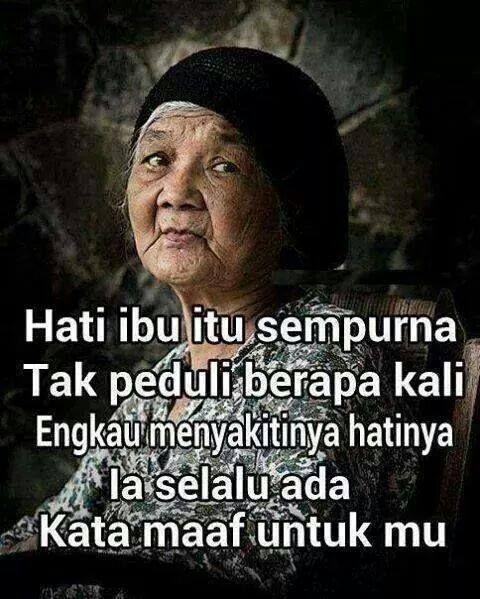 Hati ibu itu sempurna
Tak peduli berapa kali
Engkau menyakitinya hatinya
Ia selalu ada
Kata maaf untuk mu